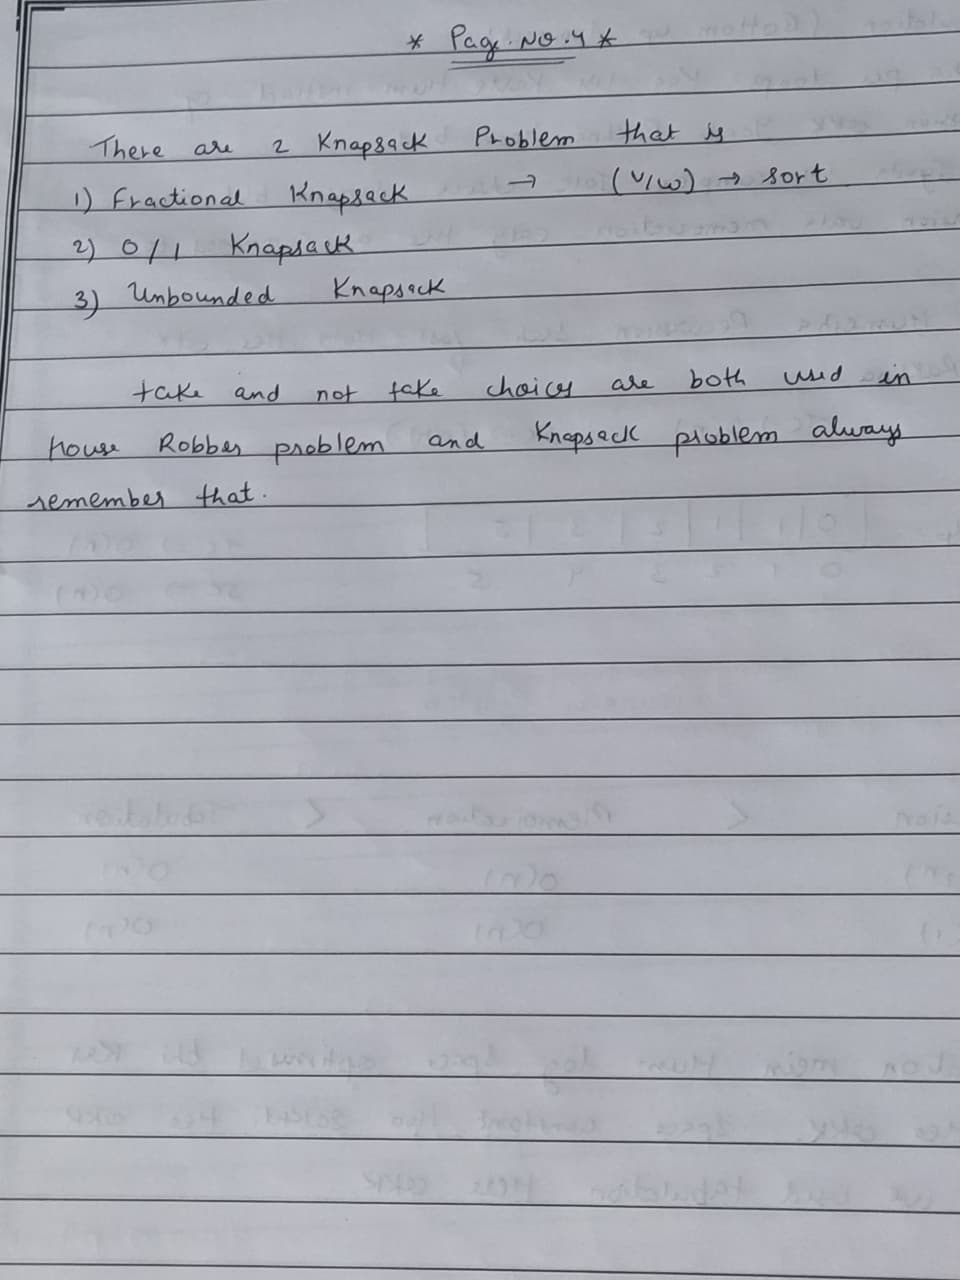 * Page.No.4 *
There are 2 Knapsack Problem that is
1) Fractional Knapsack → (v/w) → sort
2) 0/1 Knapsack
3) Unbounded Knapsack
take and not take choices are both used in
house Robber problem and Knapsack problem always
remember that.